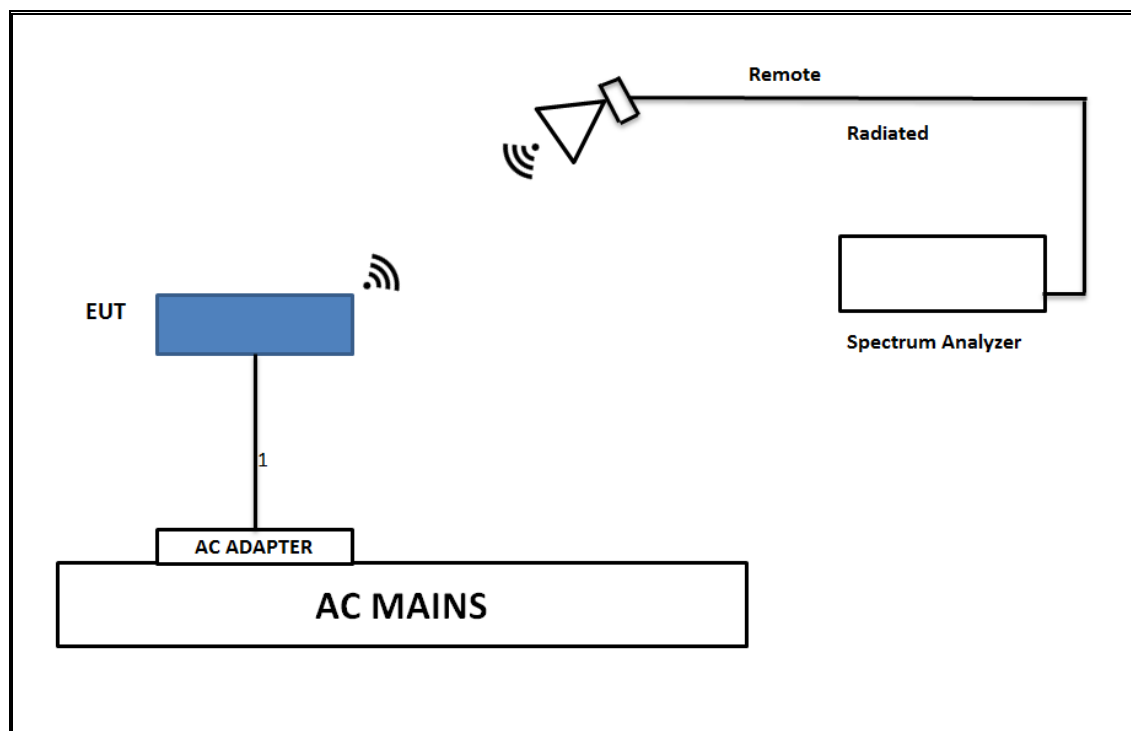 Remote
Radiated
Spectrum Analyzer
EUT
1
AC ADAPTER
AC MAINS